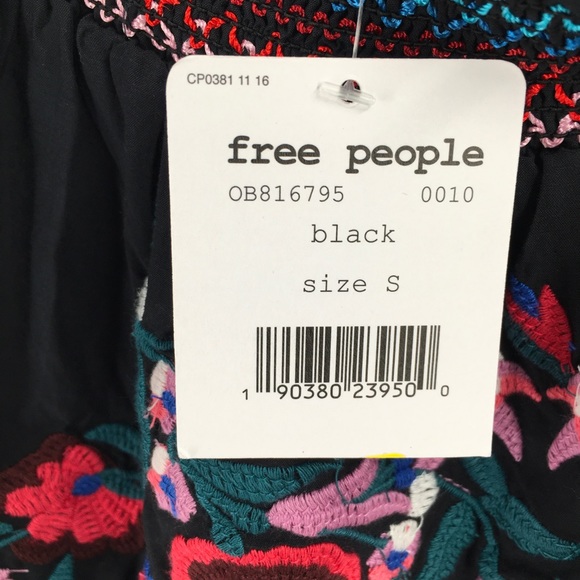 CP0381 11 16
free people
OB816795 0010
black
size S
1 90380 23950 0